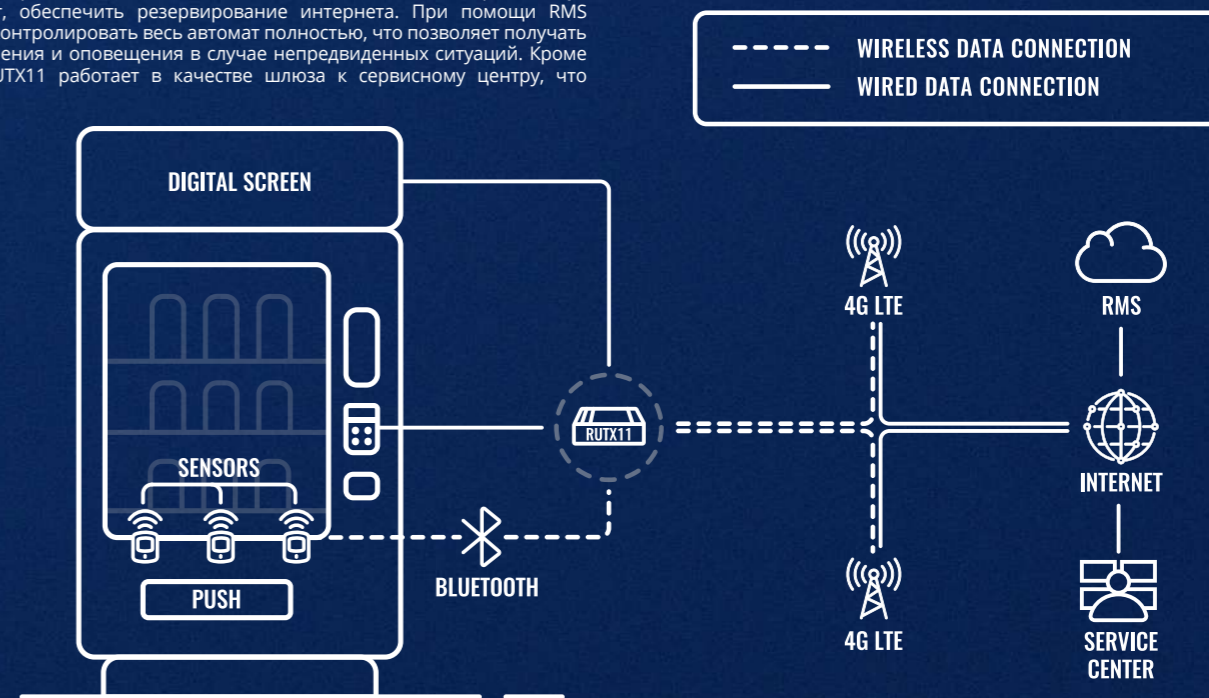 т, обеспечить резервирование интернета. При помощи RMS
контролировать весь автомат полностью, что позволяет получать
ения и оповещения в случае непредвиденных ситуаций. Кроме
UTX11 работает в качестве шлюза к сервисному центру, что
WIRELESS DATA CONNECTION
WIRED DATA CONNECTION
DIGITAL SCREEN
4G LTE
RMS
RUTX11
SENSORS
INTERNET
BLUETOOTH
PUSH
4G LTE
SERVICE
CENTER